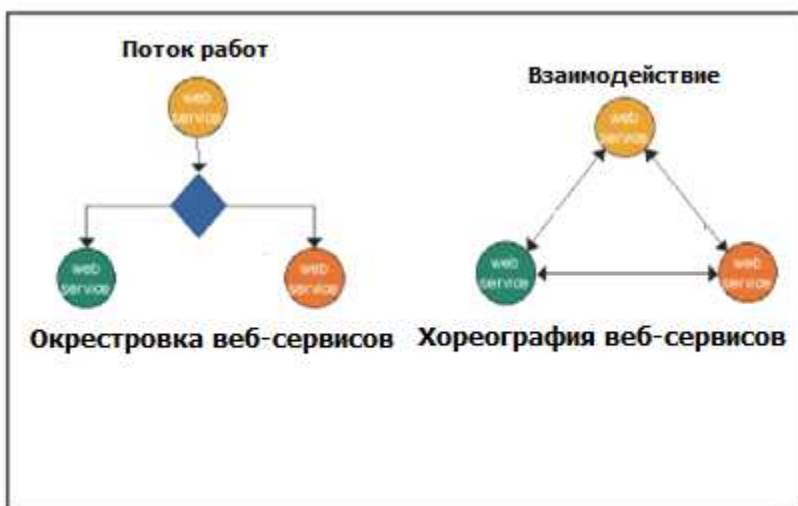 Поток работ
web
service
web
service
web
service
Окрестровка веб-сервисов
Взаимодействие
web
service
web
service
web
service
Хореография веб-сервисов